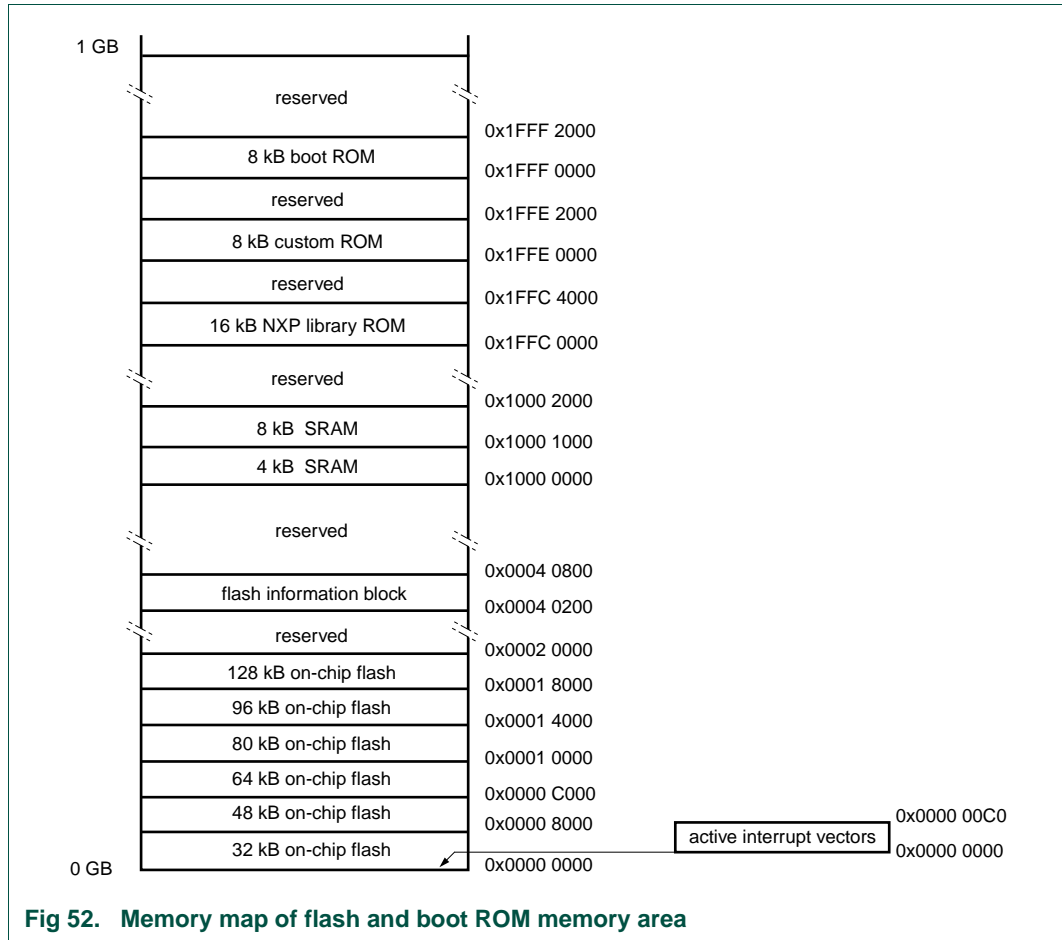 1 GB
reserved
0x1FFF 2000
8 kB boot ROM
0x1FFF 0000
reserved
0x1FFE 2000
8 kB custom ROM
0x1FFE 0000
reserved
0x1FFC 4000
16 kB NXP library ROM
0x1FFC 0000
reserved
0x1000 2000
8 kB SRAM
0x1000 1000
4 kB SRAM
0x1000 0000
reserved
0x0004 0800
flash information block
0x0004 0200
reserved
0x0002 0000
128 kB on-chip flash
0x0001 8000
96 kB on-chip flash
0x0001 4000
80 kB on-chip flash
0x0001 0000
64 kB on-chip flash
0x0000 C000
48 kB on-chip flash
0x0000 8000
0x0000 00C0
active interrupt vectors
32 kB on-chip flash
0x0000 0000
0 GB
0x0000 0000
Fig 52. Memory map of flash and boot ROM memory area